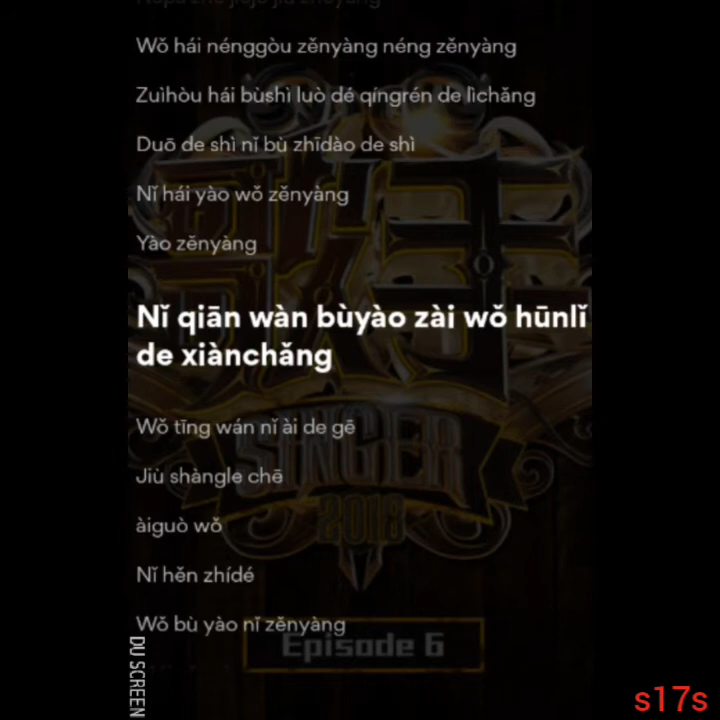 Wǒ hái nénggòu zěnyàng néng zěnyàng
Zuìhòu hái bùshì luò dé qíngrén de lìchǎng
Duō de shì nǐ bù zhīdào de shì
Nǐ hái yào wǒ zěnyàng
Yào zěnyàng
Nǐ qiān wàn bùyào zài wǒ hūnlǐ
de xiànchǎng
Wǒ tīng wán nǐ ài de gē
Jiù shàngle chē
àiguò wǒ
Nǐ hěn zhídé
Wǒ bù yào nǐ zěnyàng
歌手
SINGER
2018
Episode 6
DU SCREEN
s17s